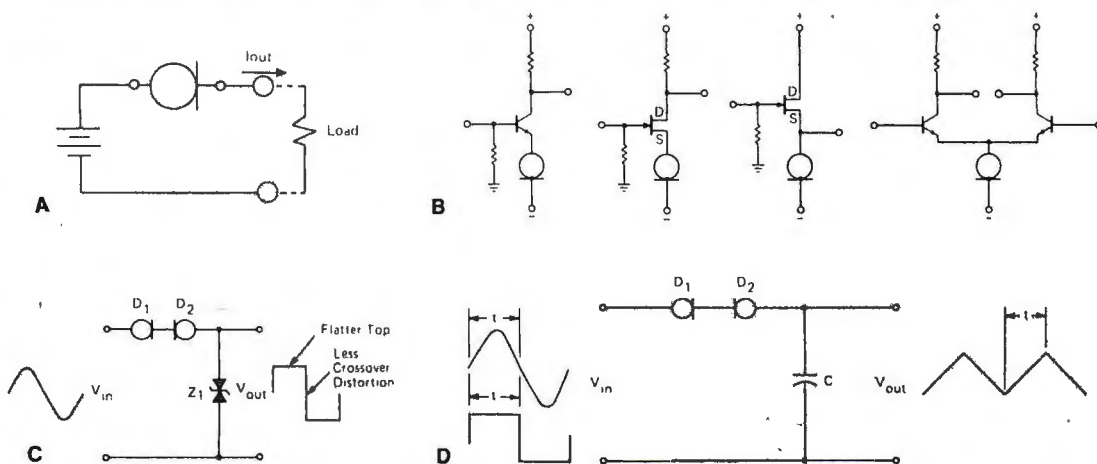 Iout
Load
A
+
+
+
+
+
D
S
D
S
B
−
−
−
−
D1 D2
Flatter Top
Less
Crossover
Distortion
Vin
Z1
Vout
C
D1 D2
t
t
Vin
t
C
Vout
D